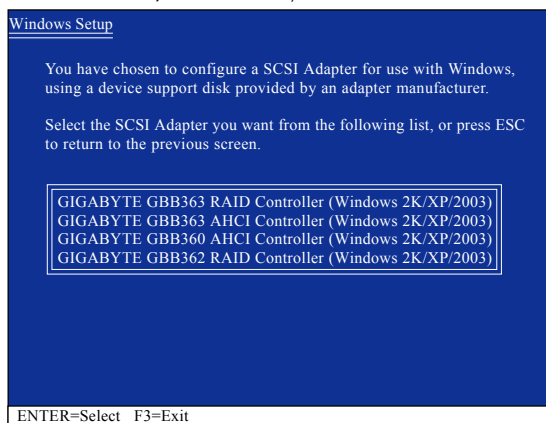 Windows Setup
You have chosen to configure a SCSI Adapter for use with Windows,
using a device support disk provided by an adapter manufacturer.
Select the SCSI Adapter you want from the following list, or press ESC
to return to the previous screen.
GIGABYTE GBB363 RAID Controller (Windows 2K/XP/2003)
GIGABYTE GBB363 AHCI Controller (Windows 2K/XP/2003)
GIGABYTE GBB360 AHCI Controller (Windows 2K/XP/2003)
GIGABYTE GBB362 RAID Controller (Windows 2K/XP/2003)
ENTER=Select F3=Exit